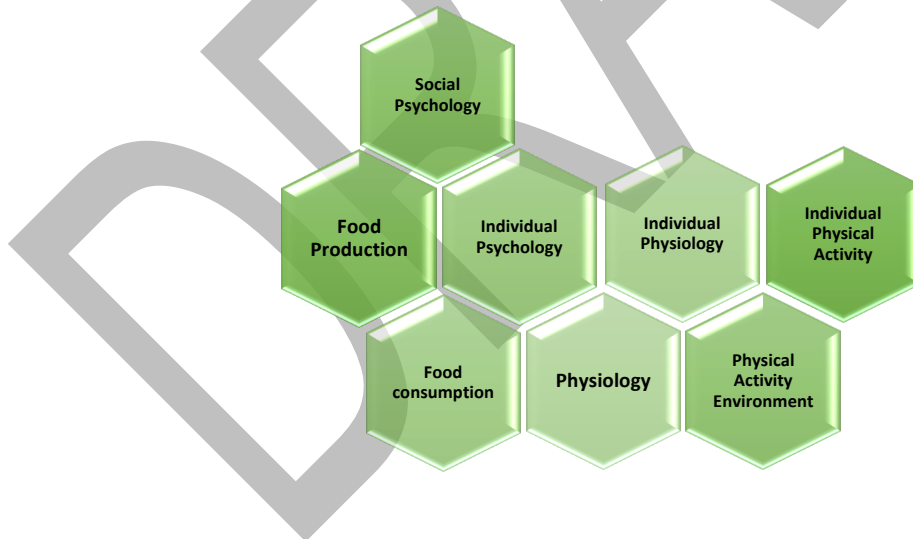 Social
Psychology
Food
Production
Individual
Psychology
Individual
Physiology
Individual
Physical
Activity
Food
consumption
Physiology
Physical
Activity
Environment